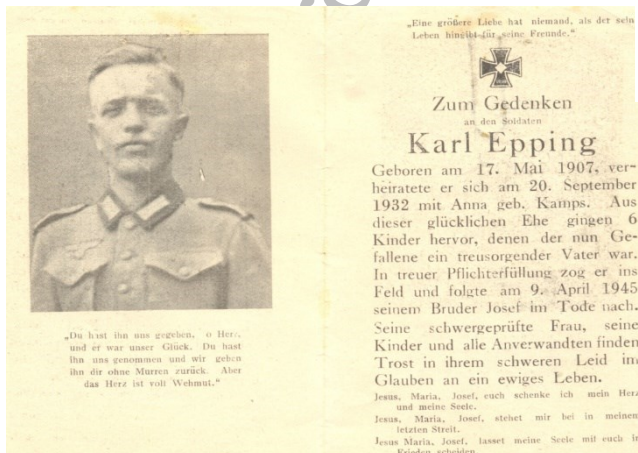 „Du hast ihn uns gegeben, o Herr,
und er war unser Glück. Du hast
ihn uns genommen und wir geben
ihn dir ohne Murren zurück. Aber
das Herz ist voll Wehmut.“
„Eine größere Liebe hat niemand, als der sein
Leben hingibt für seine Freunde.“
Zum Gedenken
an den Soldaten
Karl Epping
Geboren am 17. Mai 1907, ver-
heiratete er sich am 20. September
1932 mit Anna geb. Kamps. Aus
dieser glücklichen Ehe gingen 6
Kinder hervor, denen der nun Ge-
fallene ein treusorgender Vater war.
In treuer Pflichterfüllung zog er ins
Feld und folgte am 9. April 1945
seinem Bruder Josef im Tode nach.
Seine schwergeprüfte Frau, seine
Kinder und alle Anverwandten finden
Trost in ihrem schweren Leid im
Glauben an ein ewiges Leben.
Jesus, Maria, Josef, euch schenke ich mein Herz
und meine Seele.
Jesus, Maria, Josef, stehet mir bei in meinem
letzten Streit.
Jesus Maria, Josef, lasset meine Seele mit euch in
Frieden scheiden.